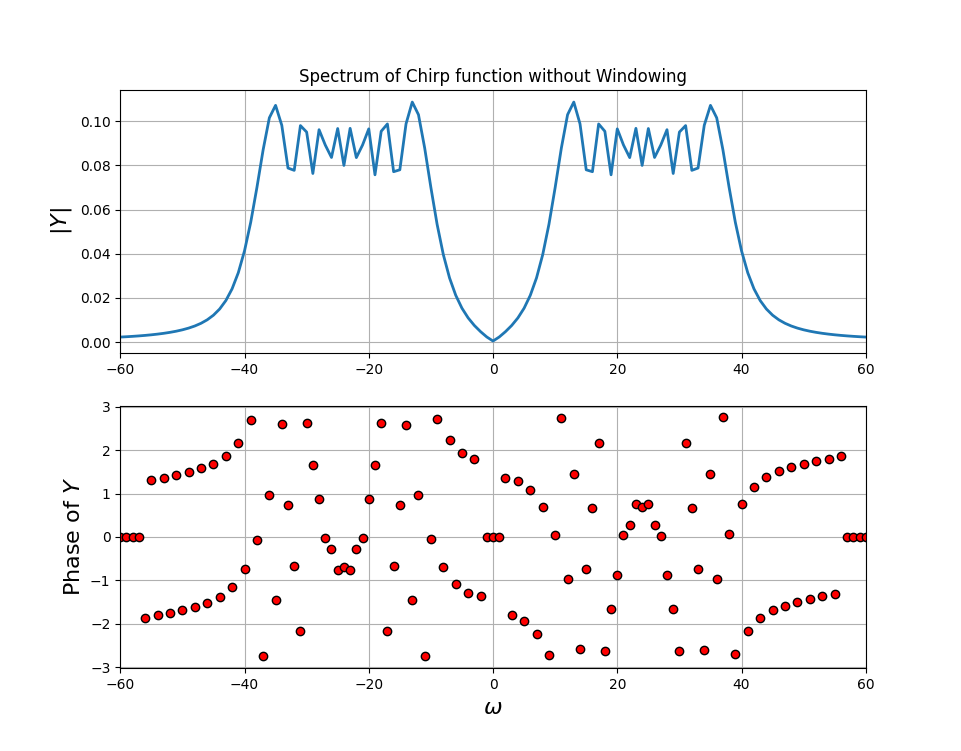 Spectrum of Chirp function without Windowing
|Y|
0.10
0.08
0.06
0.04
0.02
0.00
−60 −40 −20 0 20 40 60
Phase of Y
3
2
1
0
−1
−2
−3
−60 −40 −20 0 20 40 60
ω